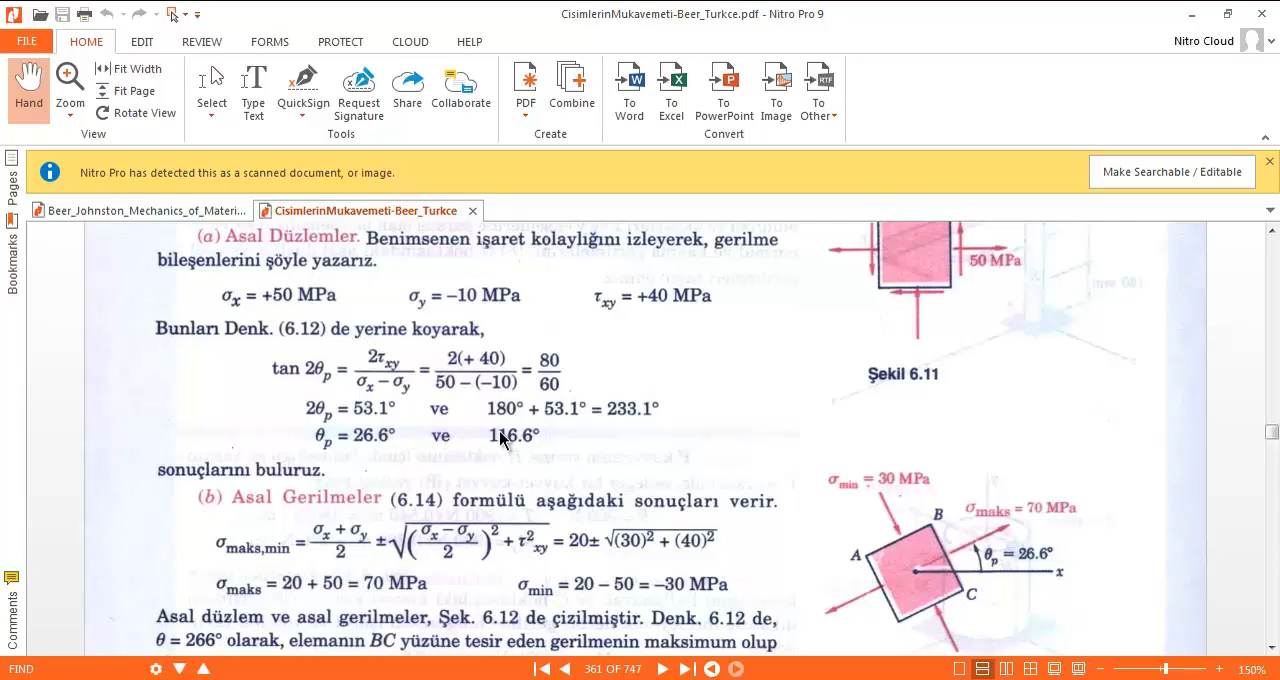 CisimlerinMukavemeti-Beer_Turkce.pdf - Nitro Pro 9
FILE HOME EDIT REVIEW FORMS PROTECT CLOUD HELP
Nitro Cloud
Hand
Zoom
Fit Width
Fit Page
Rotate View
View
Select
Type Text
QuickSign
Request Signature
Share
Collaborate
Tools
PDF
Combine
Create
To Word
To Excel
To PowerPoint
To Image
To Other
Convert
Nitro Pro has detected this as a scanned document, or image.
Make Searchable / Editable
Pages
Bookmarks
Comments
Beer_Johnston_Mechanics_of_Materi...
CisimlerinMukavemeti-Beer_Turkce
(a) Asal Düzlemler. Benimsenen işaret kolaylığını izleyerek, gerilme
bileşenlerini şöyle yazarız.
σx = +50 MPa σy = −10 MPa τxy = +40 MPa
Bunları Denk. (6.12) de yerine koyarak,
tan 2θp = 2τxy / σx − σy = 2(+ 40) / 50 − (−10) = 80 / 60
2θp = 53.1° ve 180° + 53.1° = 233.1°
θp = 26.6° ve 116.6°
sonuçlarını buluruz.
(b) Asal Gerilmeler (6.14) formülü aşağıdaki sonuçları verir.
σmaks,min = σx + σy / 2 ± √(σx − σy / 2)² + τ²xy = 20± √(30)² + (40)²
σmaks = 20 + 50 = 70 MPa σmin = 20 − 50 = −30 MPa
Asal düzlem ve asal gerilmeler, Şek. 6.12 de çizilmiştir. Denk. 6.12 de,
θ = 266° olarak, elemanın BC yüzüne tesir eden gerilmenin maksimum olup
50 MPa
Şekil 6.11
σmin = 30 MPa
σmaks = 70 MPa
B
A
θp = 26.6°
x
C
FIND
361 OF 747
150%